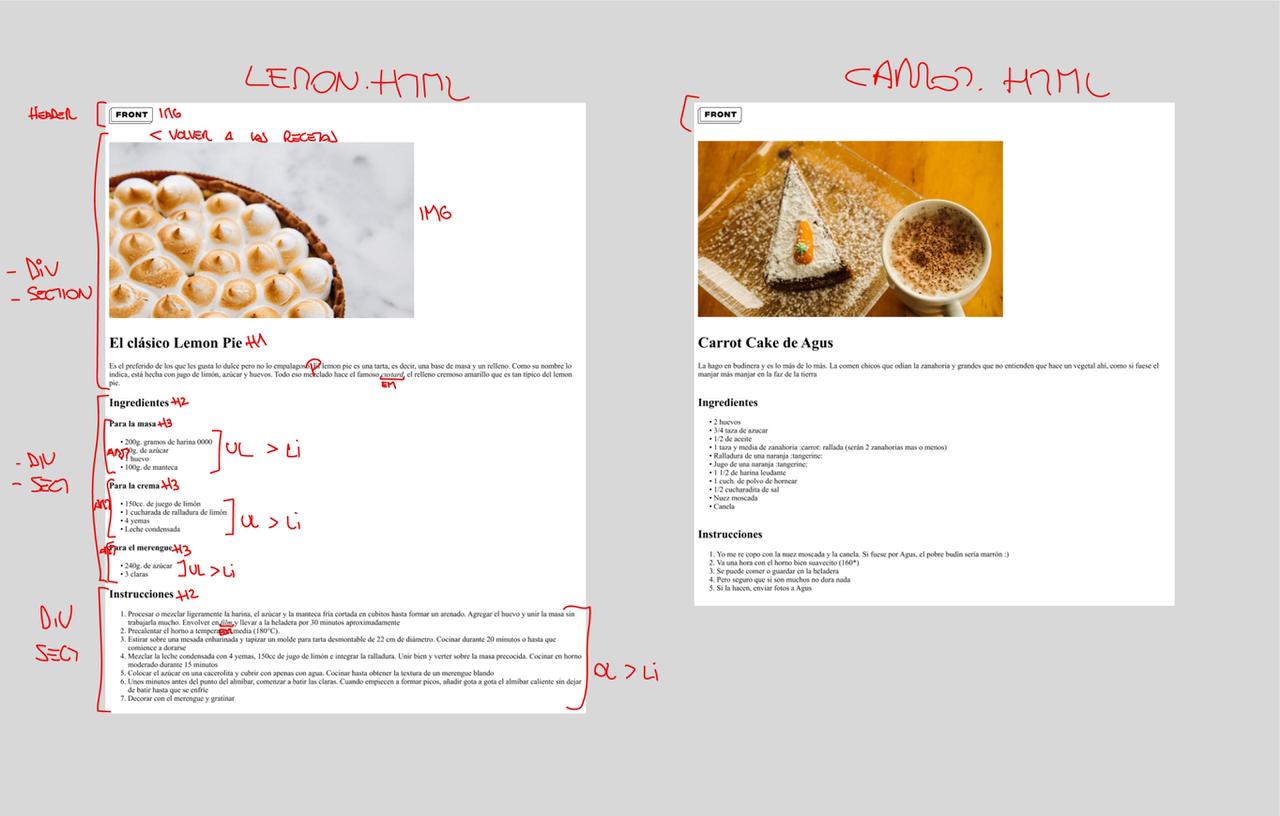 LEMON.HTML
HEADER
FRONT IMG
< VOLVER A LAS RECETAS
IMG
- DIV
- SECTION
El clásico Lemon Pie H1
Es el preferido de los que les gusta lo dulce pero no lo empalagoso. El lemon pie es una tarta, es decir, una base de masa y un relleno. Como su nombre lo
P
indica, está hecha con jugo de limón, azúcar y huevos. Todo eso mezclado hace el famoso custard, el relleno cremoso amarillo que es tan típico del lemon
EM
pie.
Ingredientes H2
Para la masa H3
• 200g. gramos de harina 0000
de azúcar
huevo
• 100g. de manteca
UL > Li
- DIV
- SECT
Para la crema H3
• 150cc. de juego de limón
• 1 cucharada de ralladura de limón
• 4 yemas
• Leche condensada
UL > Li
Para el merengue H3
• 240g. de azúcar
• 3 claras
UL > Li
Instrucciones H2
DIV
SECT
1. Procesar o mezclar ligeramente la harina, el azúcar y la manteca fría cortada en cubitos hasta formar un arenado. Agregar el huevo y unir la masa sin
trabajarla mucho. Envolver en film y llevar a la heladera por 30 minutos aproximadamente
2. Precalentar el horno a temperatura media (180°C).
3. Estirar sobre una mesada enharinada y tapizar un molde para tarta desmontable de 22 cm de diámetro. Cocinar durante 20 minutos o hasta que
comience a dorarse
4. Mezclar la leche condensada con 4 yemas, 150cc de jugo de limón e integrar la ralladura. Unir bien y verter sobre la masa precocida. Cocinar en horno
moderado durante 15 minutos
5. Colocar el azúcar en una cacerolita y cubrir con apenas con agua. Cocinar hasta obtener la textura de un merengue blando
6. Unos minutos antes del punto del almíbar, comenzar a batir las claras. Cuando empiecen a formar picos, añadir gota a gota el almíbar caliente sin dejar
de batir hasta que se enfríe
7. Decorar con el merengue y gratinar
OL > Li
CARROT. HTML
FRONT
Carrot Cake de Agus
La hago en budinera y es lo más de lo más. La comen chicos que odian la zanahoria y grandes que no entienden que hace un vegetal ahí, como si fuese el
manjar más manjar en la faz de la tierra
Ingredientes
• 2 huevos
• 3/4 taza de azucar
• 1/2 de aceite
• 1 taza y media de zanahoria :carrot: rallada (serán 2 zanahorias mas o menos)
• Ralladura de una naranja :tangerine:
• Jugo de una naranja :tangerine:
• 1 1/2 de harina leudante
• 1 cuch. de polvo de hornear
• 1/2 cucharadita de sal
• Nuez moscada
• Canela
Instrucciones
1. Yo me re copo con la nuez moscada y la canela. Si fuese por Agus, el pobre budín sería marrón :)
2. Va una hora con el horno bien suavecito (160*)
3. Se puede comer o guardar en la heladera
4. Pero seguro que si son muchos no dura nada
5. Si la hacen, enviar fotos a Agus